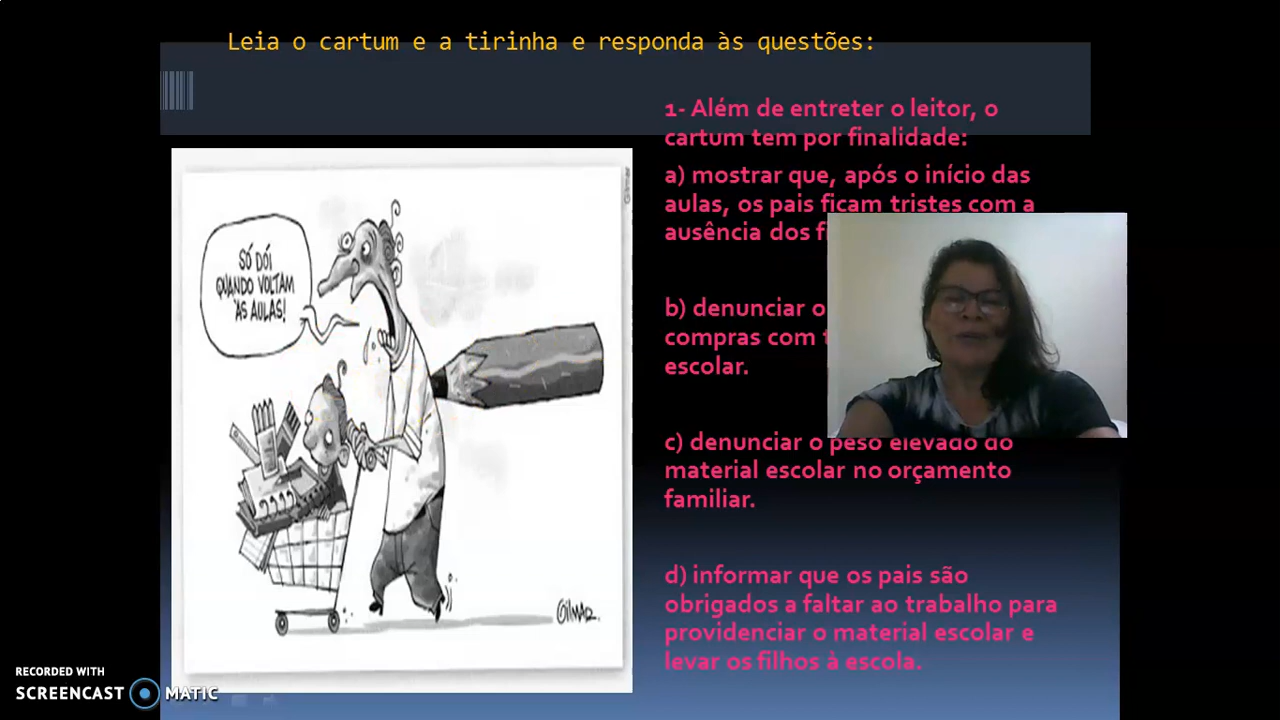 Leia o cartum e a tirinha e responda às questões:
1- Além de entreter o leitor, o
cartum tem por finalidade:
a) mostrar que, após o início das
aulas, os pais ficam tristes com a
ausência dos
b) denunciar o
compras com
escolar.
c) denunciar o peso elevado do
material escolar no orçamento
familiar.
d) informar que os pais são
obrigados a faltar ao trabalho para
providenciar o material escolar e
levar os filhos à escola.
SÓ DÓI
QUANDO VOLTAM
ÀS AULAS!
Gilmar
GILMAR.
RECORDED WITH
SCREENCAST MATIC